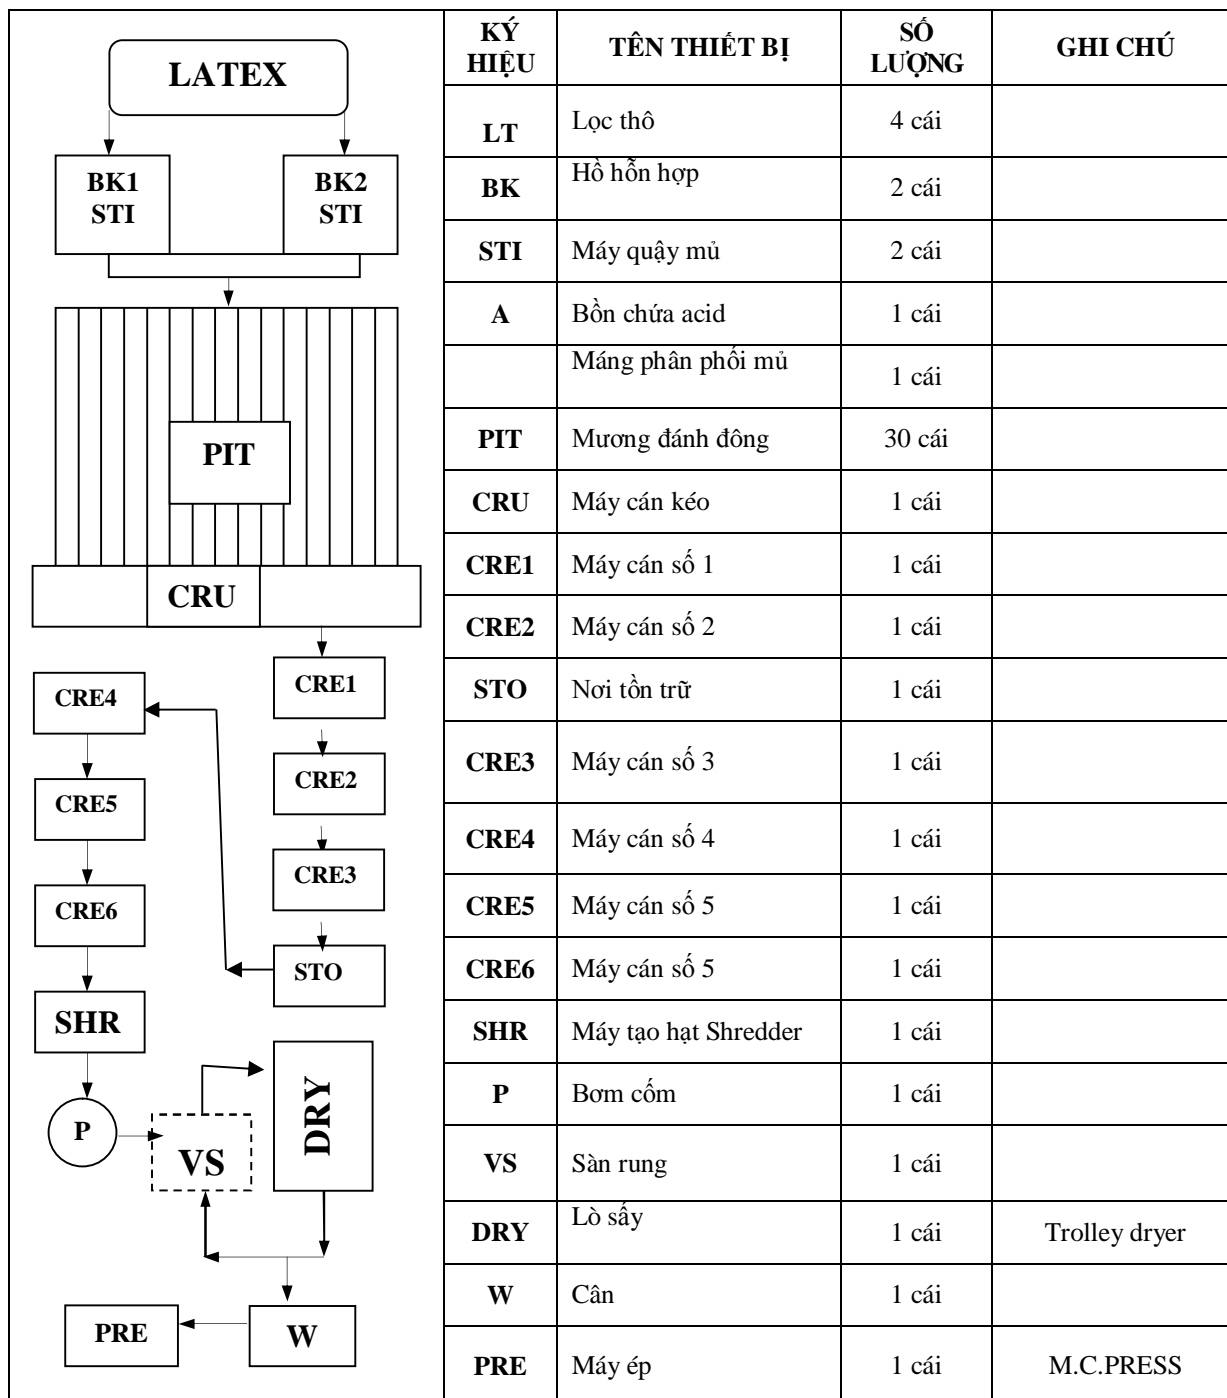 LATEX
BK1
STI
BK2
STI
PIT
CRU
CRE1
CRE4
CRE2
CRE5
CRE3
CRE6
STO
SHR
DRY
P
VS
PRE
W
KÝ HIỆU TÊN THIẾT BỊ SỐ LƯỢNG GHI CHÚ
LT Lọc thô 4 cái
BK Hồ hỗn hợp 2 cái
STI Máy quậy mủ 2 cái
A Bồn chứa acid 1 cái
Máng phân phối mủ 1 cái
PIT Mương đánh đông 30 cái
CRU Máy cán kéo 1 cái
CRE1 Máy cán số 1 1 cái
CRE2 Máy cán số 2 1 cái
STO Nơi tồn trữ 1 cái
CRE3 Máy cán số 3 1 cái
CRE4 Máy cán số 4 1 cái
CRE5 Máy cán số 5 1 cái
CRE6 Máy cán số 5 1 cái
SHR Máy tạo hạt Shredder 1 cái
P Bơm cốm 1 cái
VS Sàn rung 1 cái
DRY Lò sấy 1 cái Trolley dryer
W Cân 1 cái
PRE Máy ép 1 cái M.C.PRESS